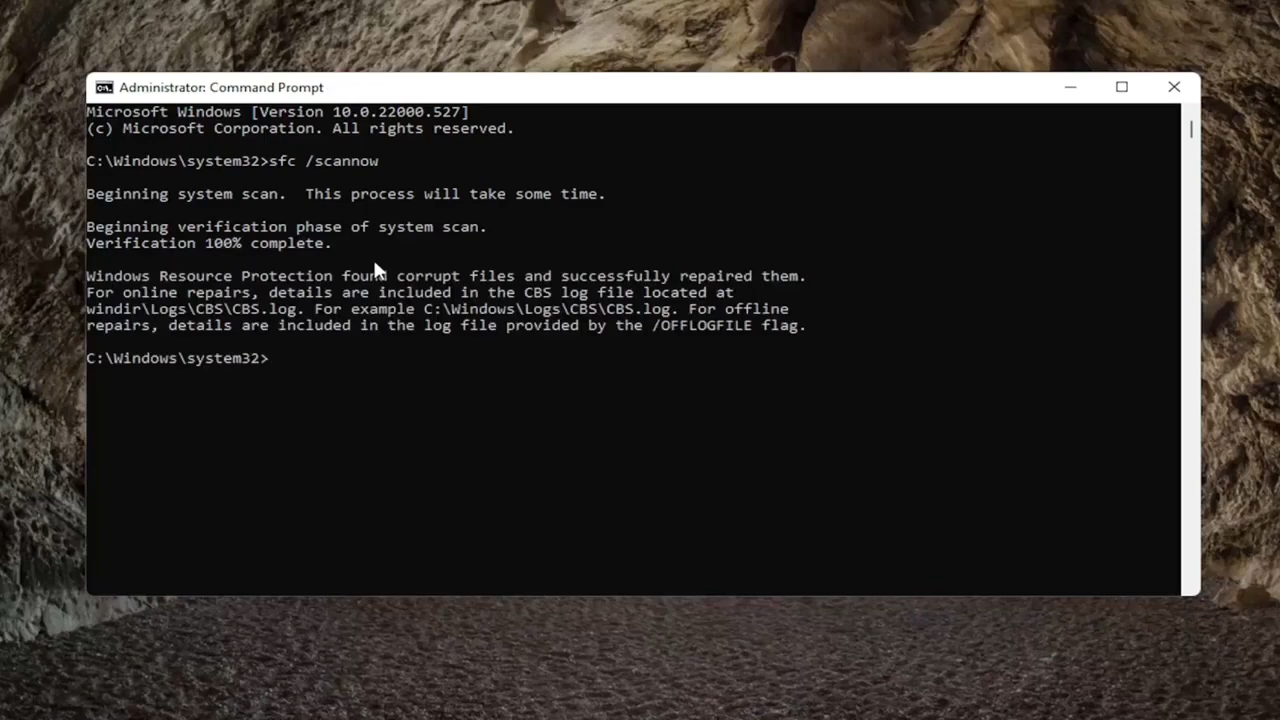 Administrator: Command Prompt
Microsoft Windows [Version 10.0.22000.527]
(c) Microsoft Corporation. All rights reserved.
C:\Windows\system32>sfc /scannow
Beginning system scan.  This process will take some time.
Beginning verification phase of system scan.
Verification 100% complete.
Windows Resource Protection found corrupt files and successfully repaired them.
For online repairs, details are included in the CBS log file located at
windir\Logs\CBS\CBS.log. For example C:\Windows\Logs\CBS\CBS.log. For offline
repairs, details are included in the log file provided by the /OFFLOGFILE flag.
C:\Windows\system32>